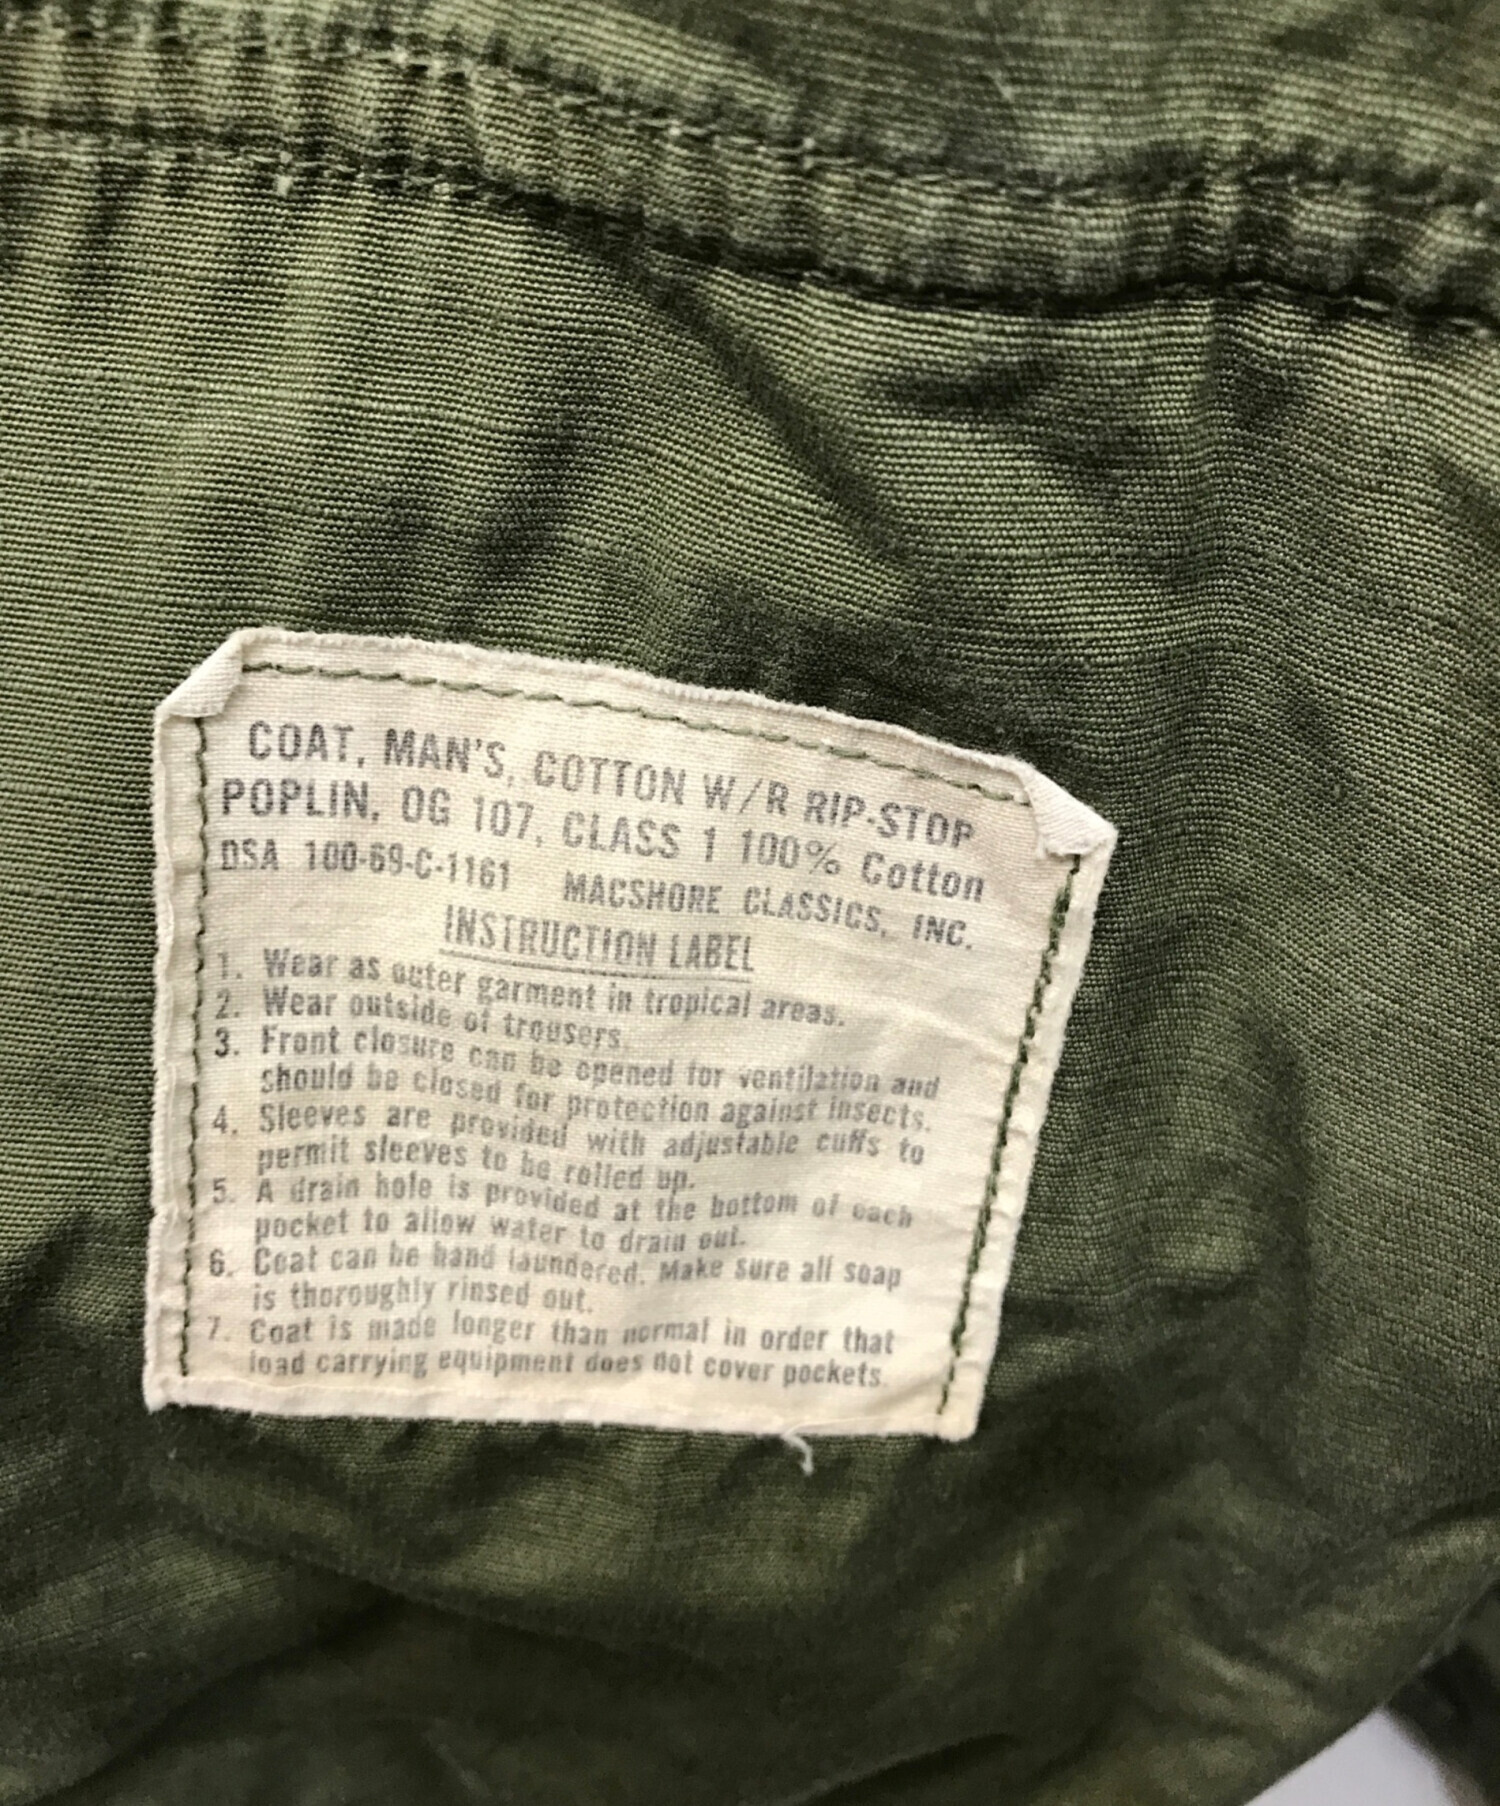 COAT, MAN'S, COTTON W/R RIP-STOP
POPLIN, OG 107, CLASS 1 100% Cotton
DSA 100-69-C-1161 MACSHORE CLASSICS, INC.
INSTRUCTION LABEL
1. Wear as outer garment in tropical areas.
2. Wear outside of trousers.
3. Front closure can be opened for ventilation and
should be closed for protection against insects.
4. Sleeves are provided with adjustable cuffs to
permit sleeves to be rolled up.
5. A drain hole is provided at the bottom of each
pocket to allow water to drain out.
6. Coat can be hand laundered. Make sure all soap
is thoroughly rinsed out.
7. Coat is made longer than normal in order that
load carrying equipment does not cover pockets.